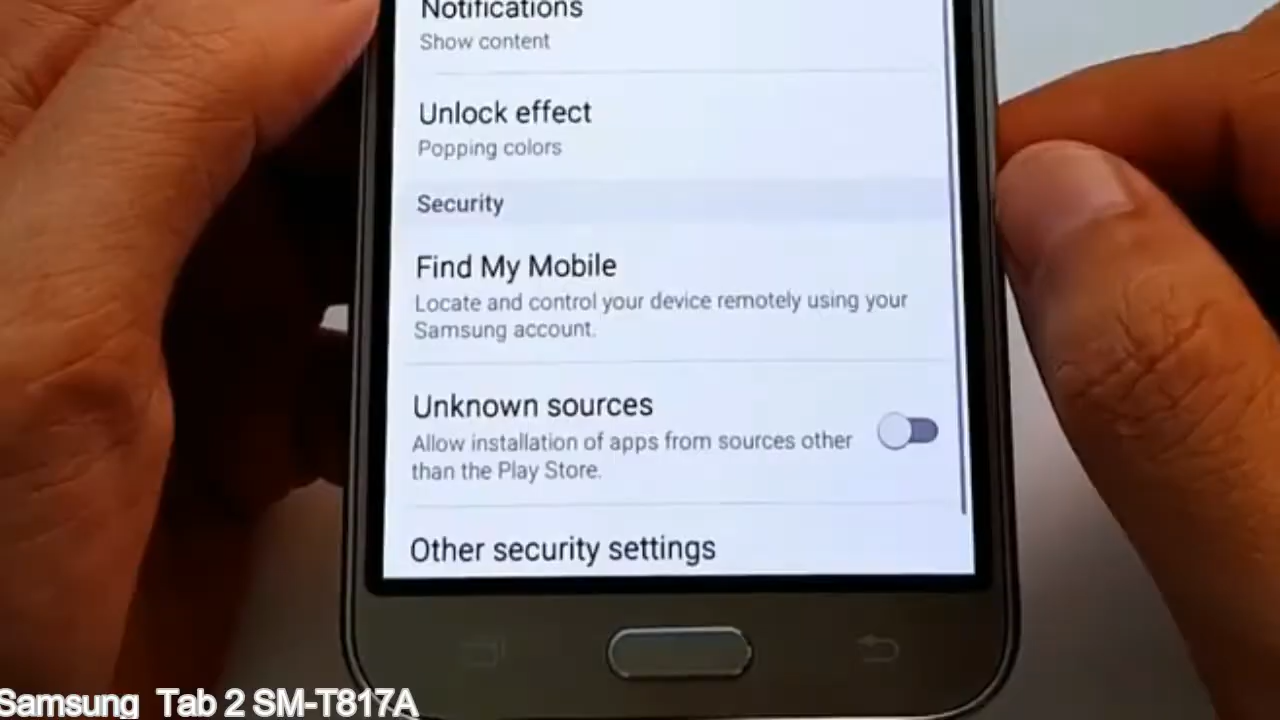 Notifications
Show content
Unlock effect
Popping colors
Security
Find My Mobile
Locate and control your device remotely using your
Samsung account.
Unknown sources
Allow installation of apps from sources other
than the Play Store.
Other security settings
Samsung Tab 2 SM-T817A